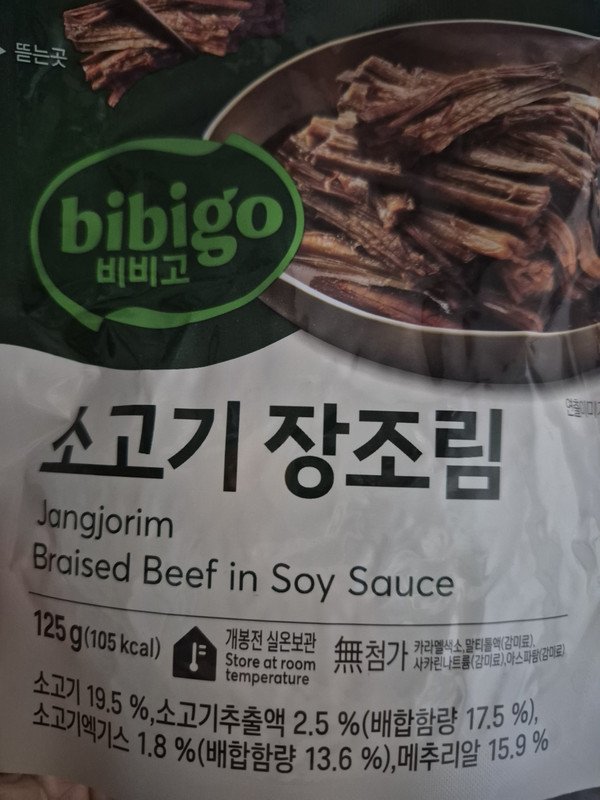 뜯는곳
bibigo
비비고
소고기 장조림
Jangjorim
Braised Beef in Soy Sauce
125 g(105 kcal)
개봉전 실온보관
Store at room
temperature
無첨가
카라멜색소,말티톨액(감미료),
사카린나트륨(감미료),아스파탐(감미료)
소고기 19.5 %,소고기추출액 2.5 %(배합함량 17.5 %),
소고기엑기스 1.8 %(배합함량 13.6 %),메추리알 15.9 %